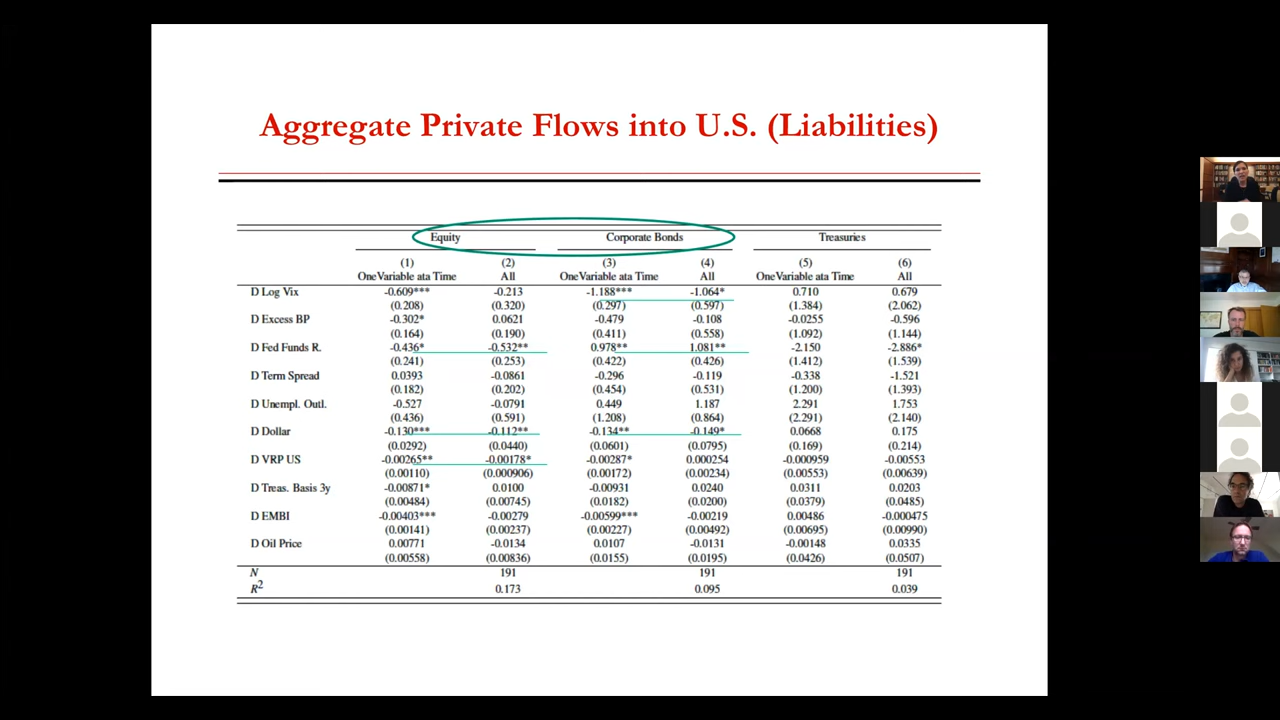 Aggregate Private Flows into U.S. (Liabilities)
Equity Corporate Bonds Treasuries
(1) (2) (3) (4) (5) (6)
One Variable ata Time All One Variable ata Time All One Variable ata Time All
D Log Vix -0.609*** -0.213 -1.188*** -1.064* 0.710 0.679
(0.208) (0.320) (0.297) (0.597) (1.384) (2.062)
D Excess BP -0.302* 0.0621 -0.479 -0.108 -0.0255 -0.596
(0.164) (0.190) (0.411) (0.558) (1.092) (1.144)
D Fed Funds R. -0.436* -0.532** 0.978** 1.081** -2.150 -2.886*
(0.241) (0.253) (0.422) (0.426) (1.412) (1.539)
D Term Spread 0.0393 -0.0861 -0.296 -0.119 -0.338 -1.521
(0.182) (0.202) (0.454) (0.531) (1.200) (1.393)
D Unempl. Outl. -0.527 -0.0791 0.449 1.187 2.291 1.753
(0.436) (0.591) (1.208) (0.864) (2.291) (2.140)
D Dollar -0.130*** -0.112** -0.134** -0.149* 0.0668 0.175
(0.0292) (0.0440) (0.0601) (0.0795) (0.169) (0.214)
D VRP US -0.00265** -0.00178* -0.00287* 0.000254 -0.000959 -0.00553
(0.00110) (0.000906) (0.00172) (0.00234) (0.00553) (0.00639)
D Treas. Basis 3y -0.00871* 0.0100 -0.00931 0.0240 0.0311 0.0203
(0.00484) (0.00745) (0.0182) (0.0200) (0.0379) (0.0485)
D EMBI -0.00403*** -0.00279 -0.00599*** -0.00219 0.00486 -0.000475
(0.00141) (0.00237) (0.00227) (0.00492) (0.00695) (0.00990)
D Oil Price 0.00771 -0.0134 0.0107 -0.0131 -0.00148 0.0335
(0.00558) (0.00836) (0.0155) (0.0195) (0.0426) (0.0507)
N 191 191 191
R2 0.173 0.095 0.039